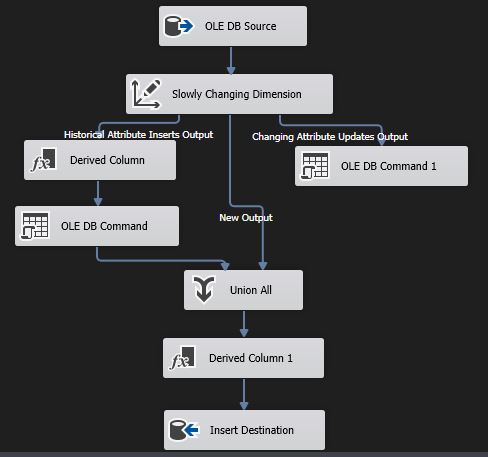 OLE DB Source
Slowly Changing Dimension
Historical Attribute Inserts Output
Changing Attribute Updates Output
Derived Column
OLE DB Command 1
OLE DB Command
New Output
Union All
Derived Column 1
Insert Destination